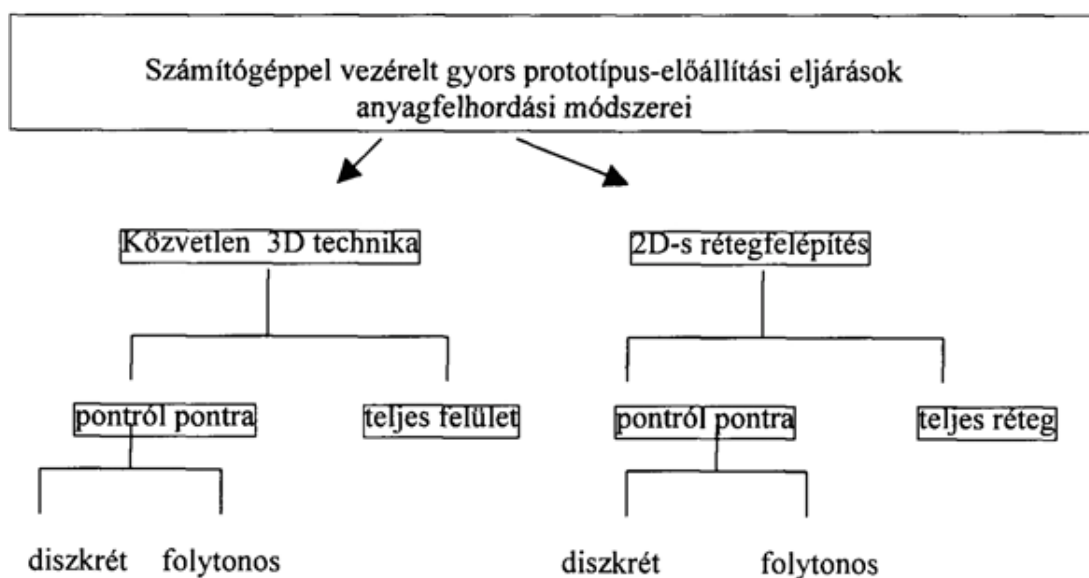 Számítógéppel vezérelt gyors prototípus-előállítási eljárások
anyagfelhordási módszerei
Közvetlen 3D technika
2D-s rétegfelépítés
pontról pontra
teljes felület
pontról pontra
teljes réteg
diszkrét
folytonos
diszkrét
folytonos